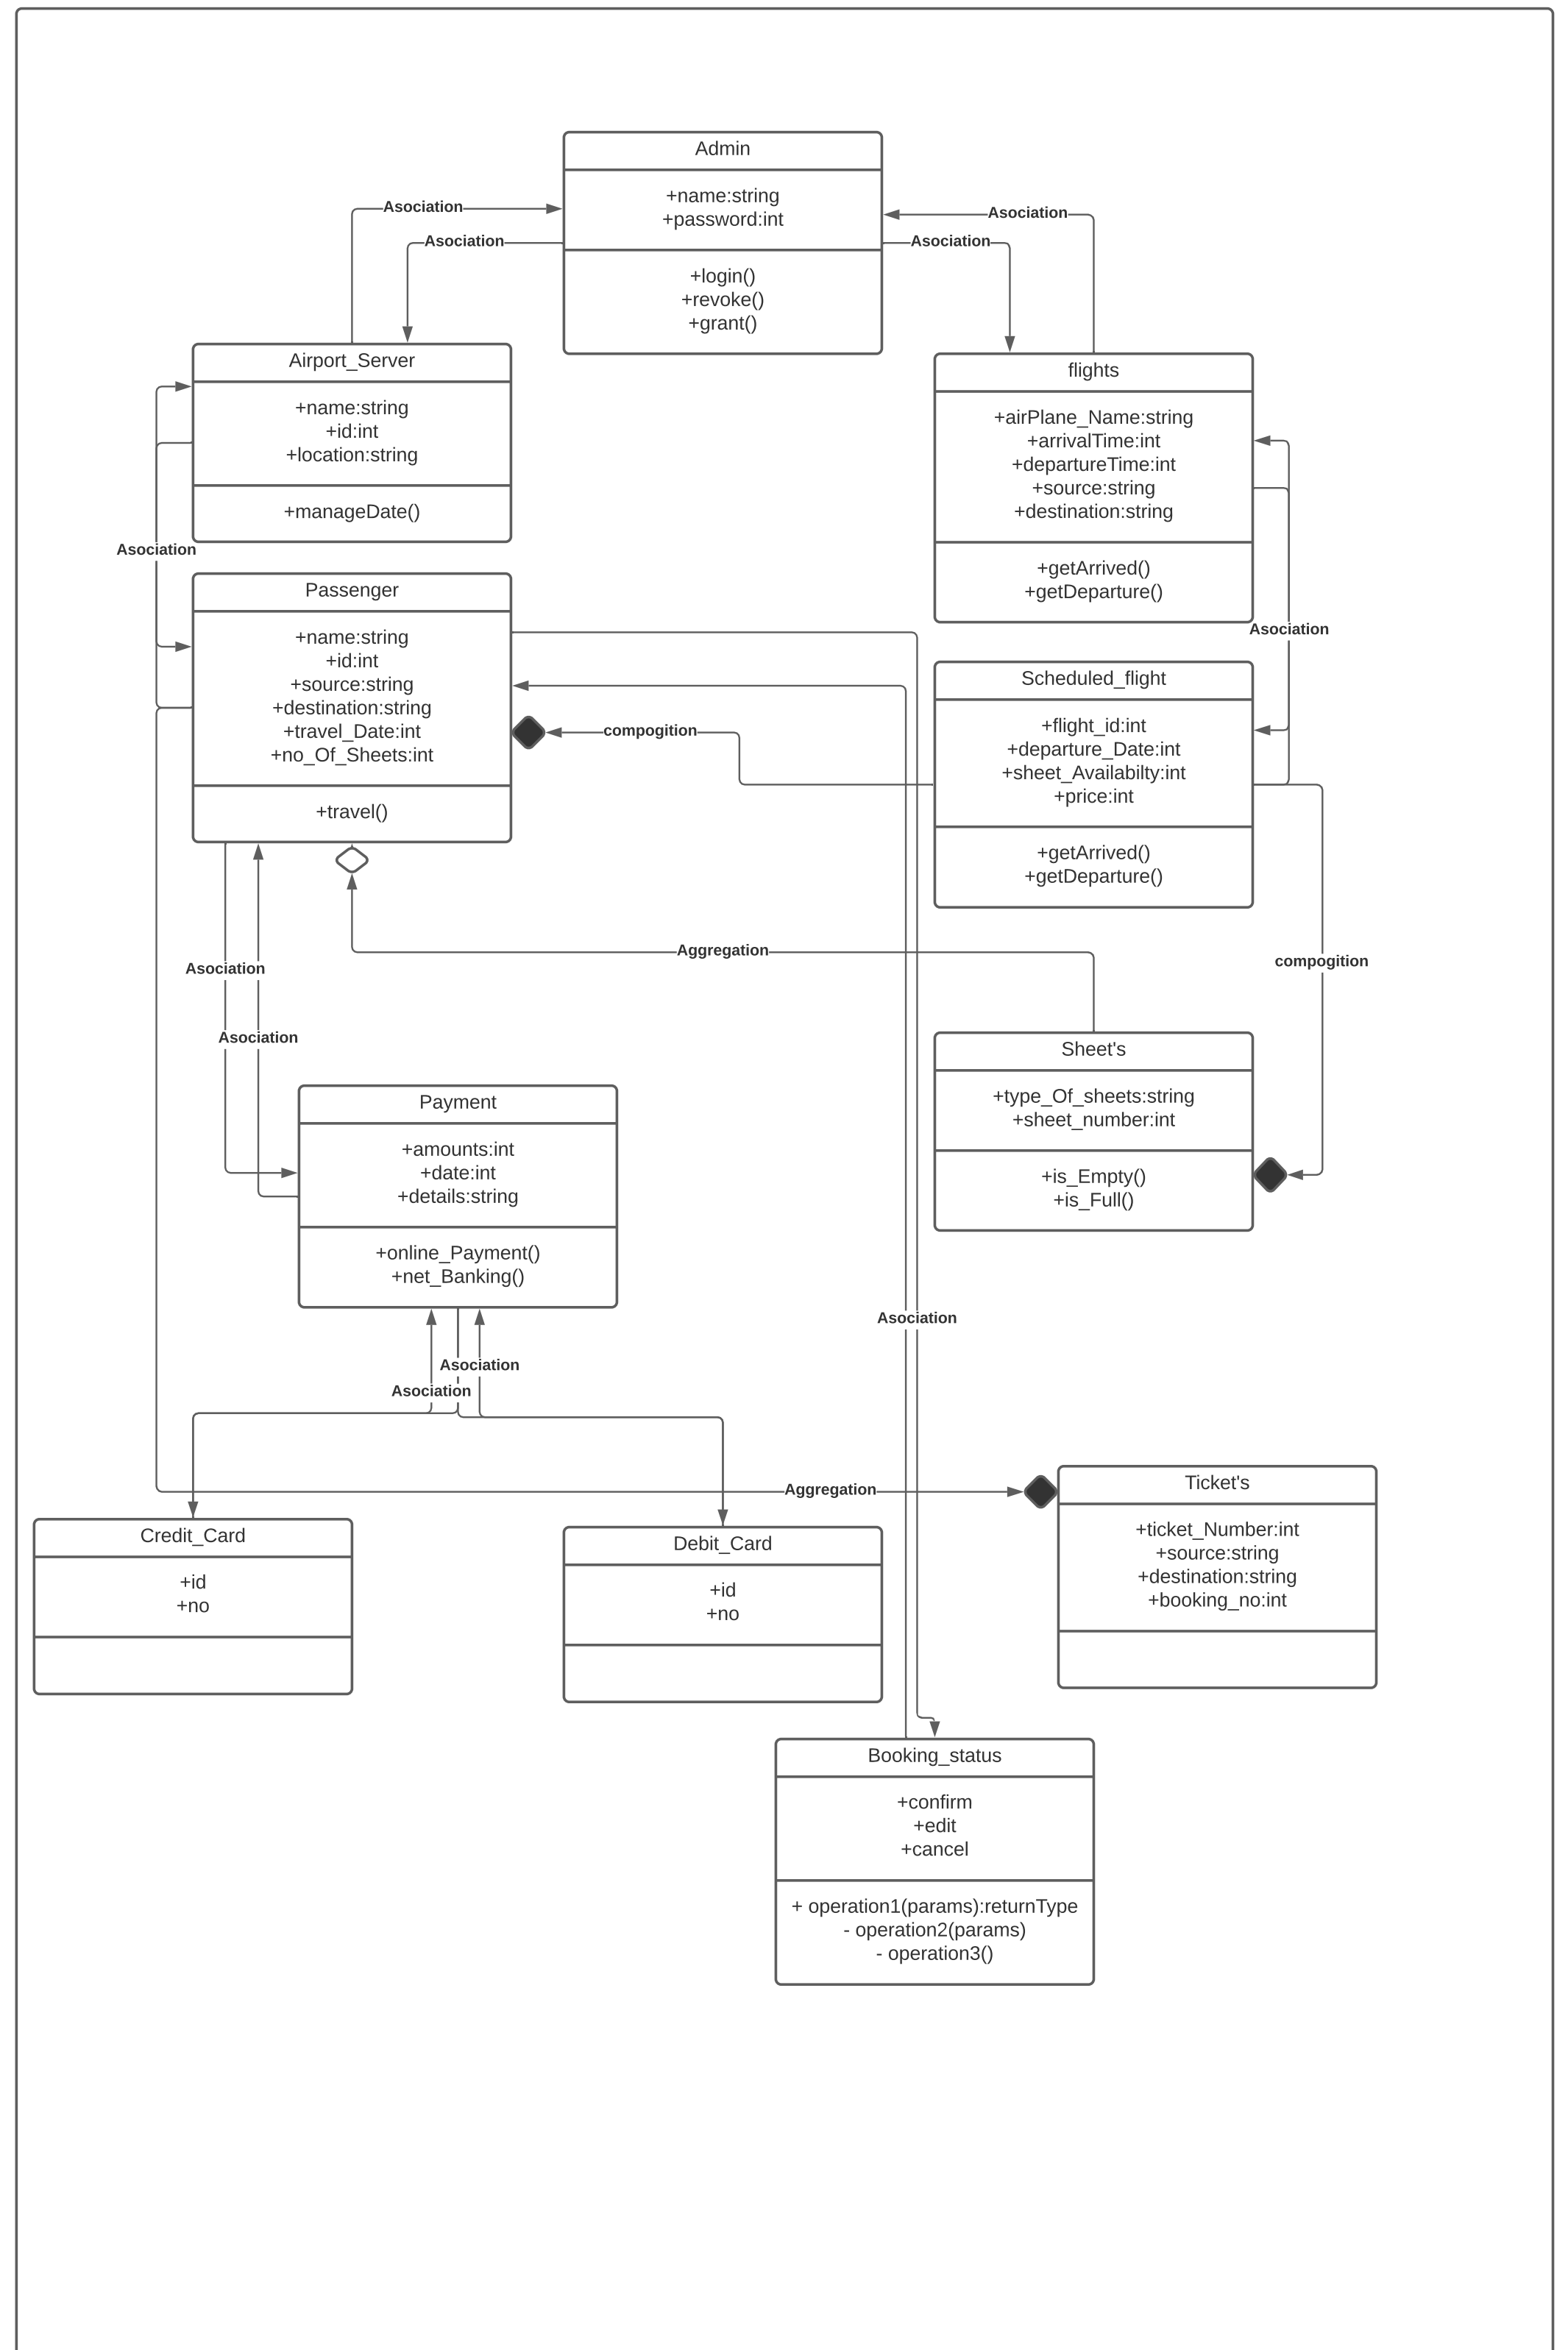 Admin
+name:string
+password:int
+login()
+revoke()
+grant()
Asociation
Asociation
Asociation
Asociation
Airport_Server
+name:string
+id:int
+location:string
+manageDate()
flights
+airPlane_Name:string
+arrivalTime:int
+departureTime:int
+source:string
+destination:string
+getArrived()
+getDeparture()
Asociation
Asociation
Passenger
+name:string
+id:int
+source:string
+destination:string
+travel_Date:int
+no_Of_Sheets:int
+travel()
compogition
Scheduled_flight
+flight_id:int
+departure_Date:int
+sheet_Availabilty:int
+price:int
+getArrived()
+getDeparture()
Aggregation
compogition
Asociation
Asociation
Sheet's
+type_Of_sheets:string
+sheet_number:int
+is_Empty()
+is_Full()
Payment
+amounts:int
+date:int
+details:string
+online_Payment()
+net_Banking()
Asociation
Asociation
Asociation
Aggregation
Ticket's
+ticket_Number:int
+source:string
+destination:string
+booking_no:int
Credit_Card
+id
+no
Debit_Card
+id
+no
Booking_status
+confirm
+edit
+cancel
+ operation1(params):returnType
- operation2(params)
- operation3()